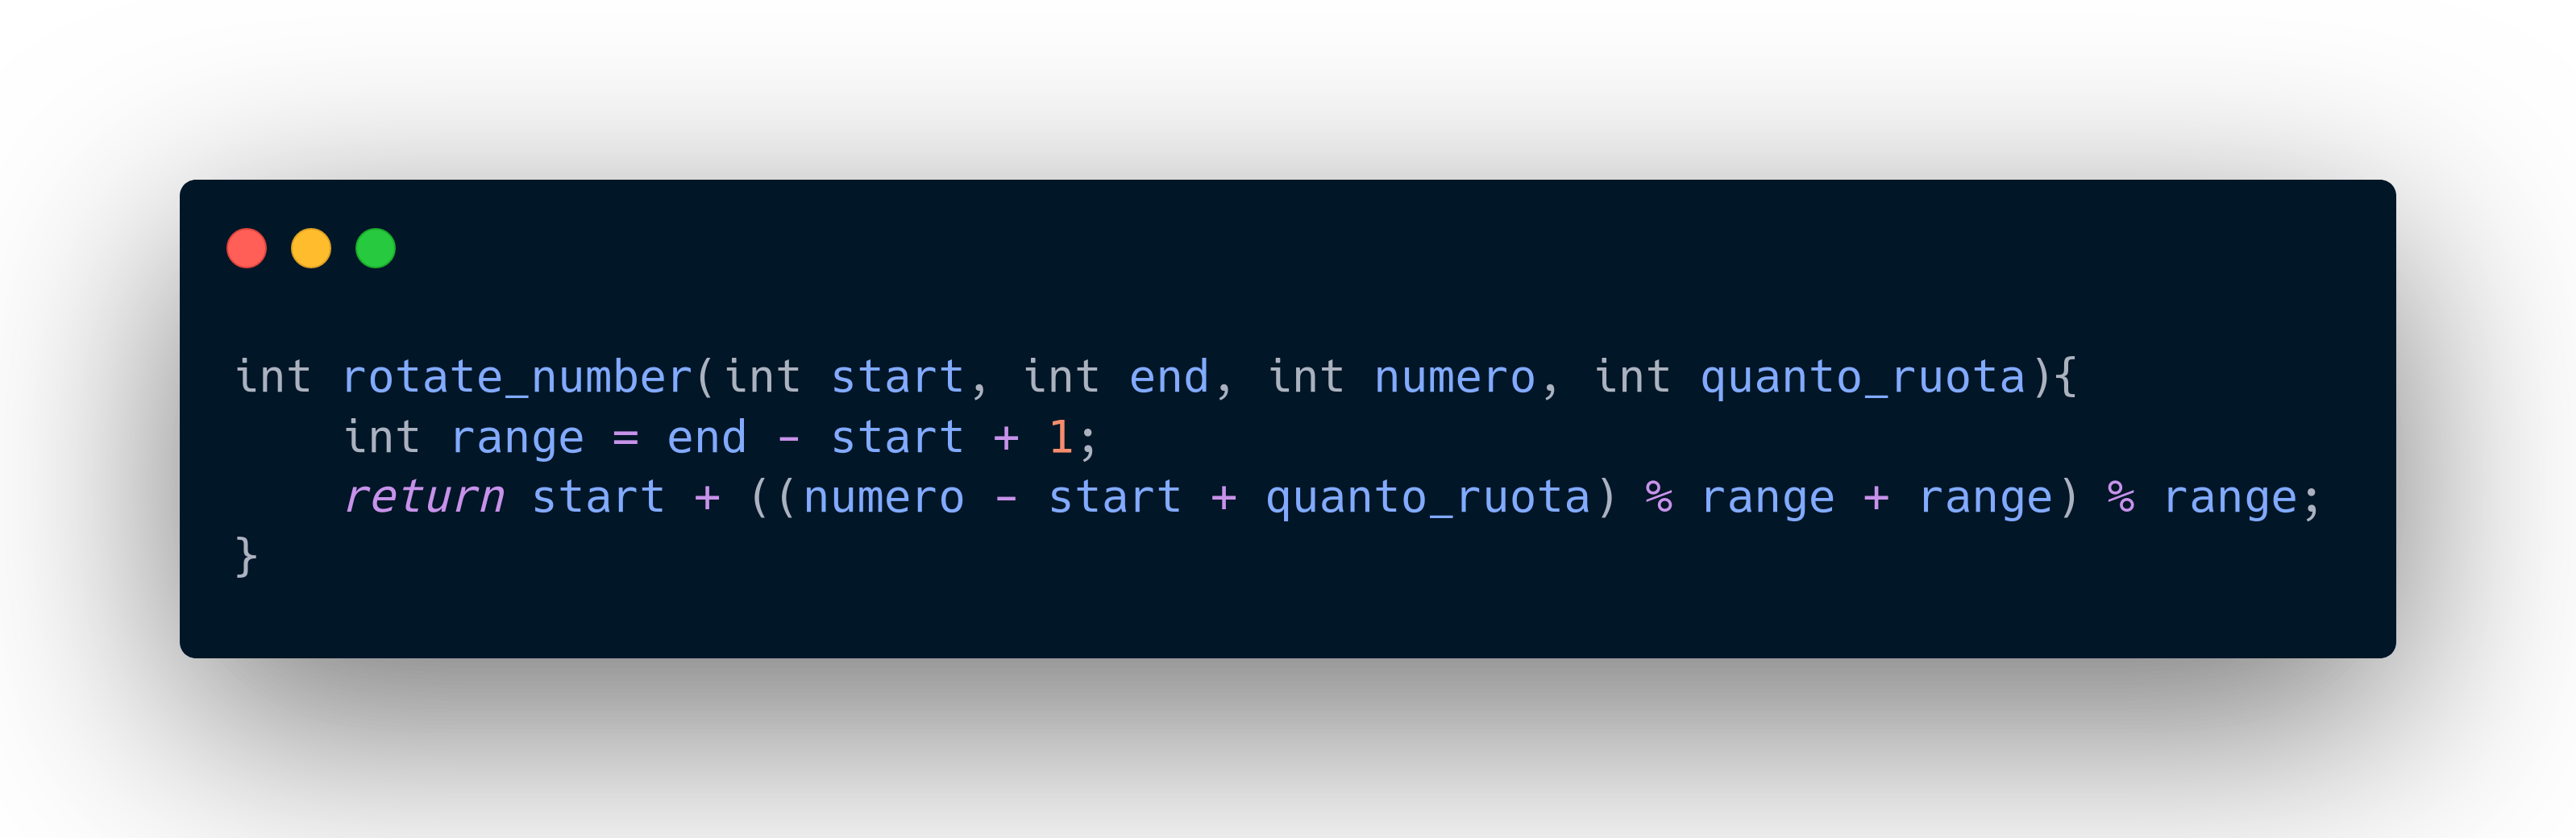 int rotate_number(int start, int end, int numero, int quanto_ruota){
    int range = end - start + 1;
    return start + ((numero - start + quanto_ruota) % range + range) % range;
}